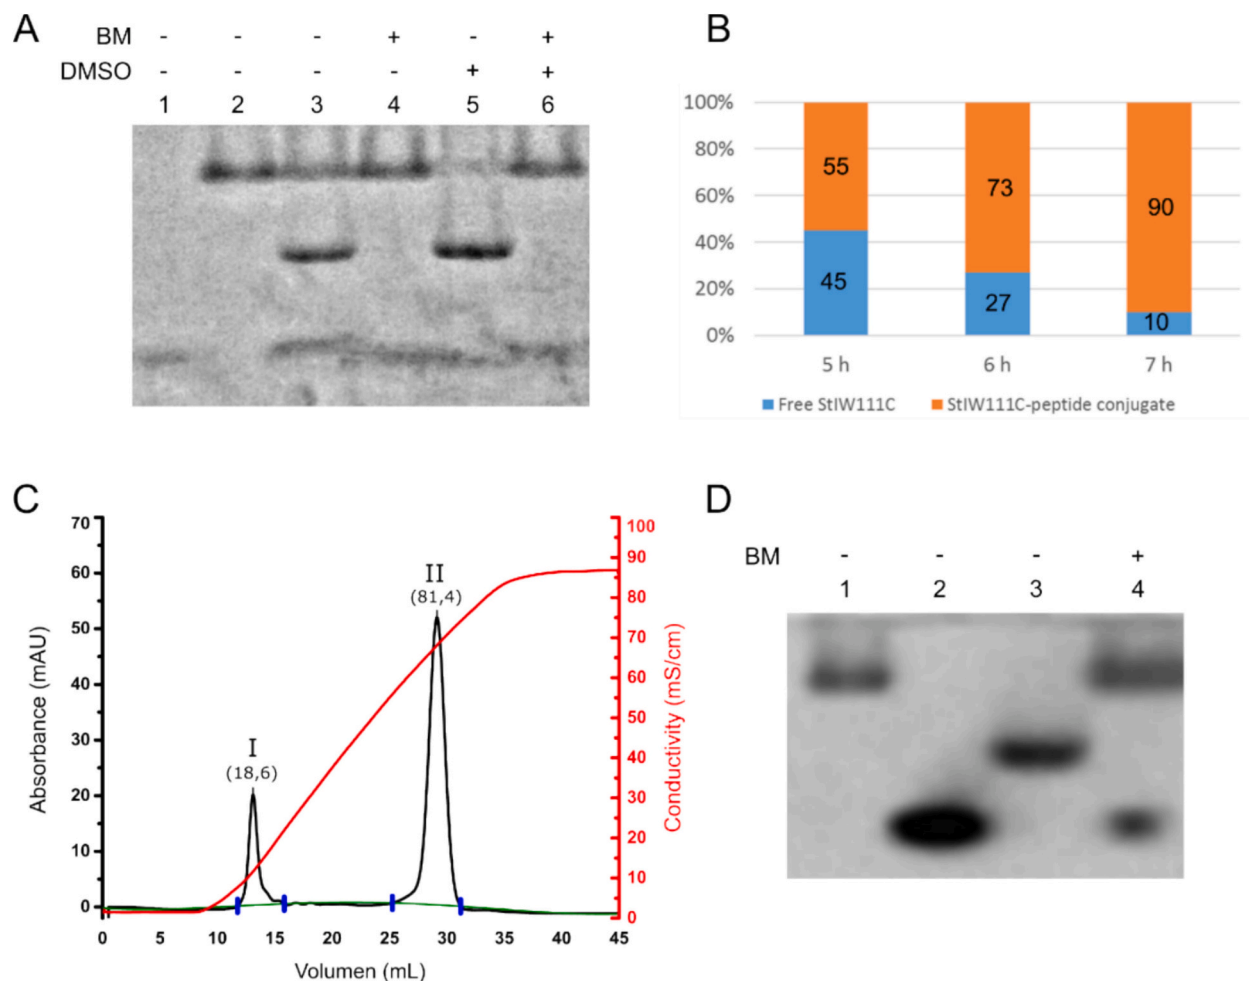 A
BM - - - + - +
DMSO - - - - + +
1 2 3 4 5 6
B
100%
80%
60%
40%
20%
0%
55
45
73
27
90
10
5 h 6 h 7 h
Free StIW111C StIW111C-peptide conjugate
C
Absorbance (mAU)
70
60
50
40
30
20
10
0
I
(18,6)
II
(81,4)
100
90
80
70
60
50
40
30
20
10
0
Conductivity (mS/cm)
0 5 10 15 20 25 30 35 40 45
Volumen (mL)
D
BM - - - +
1 2 3 4